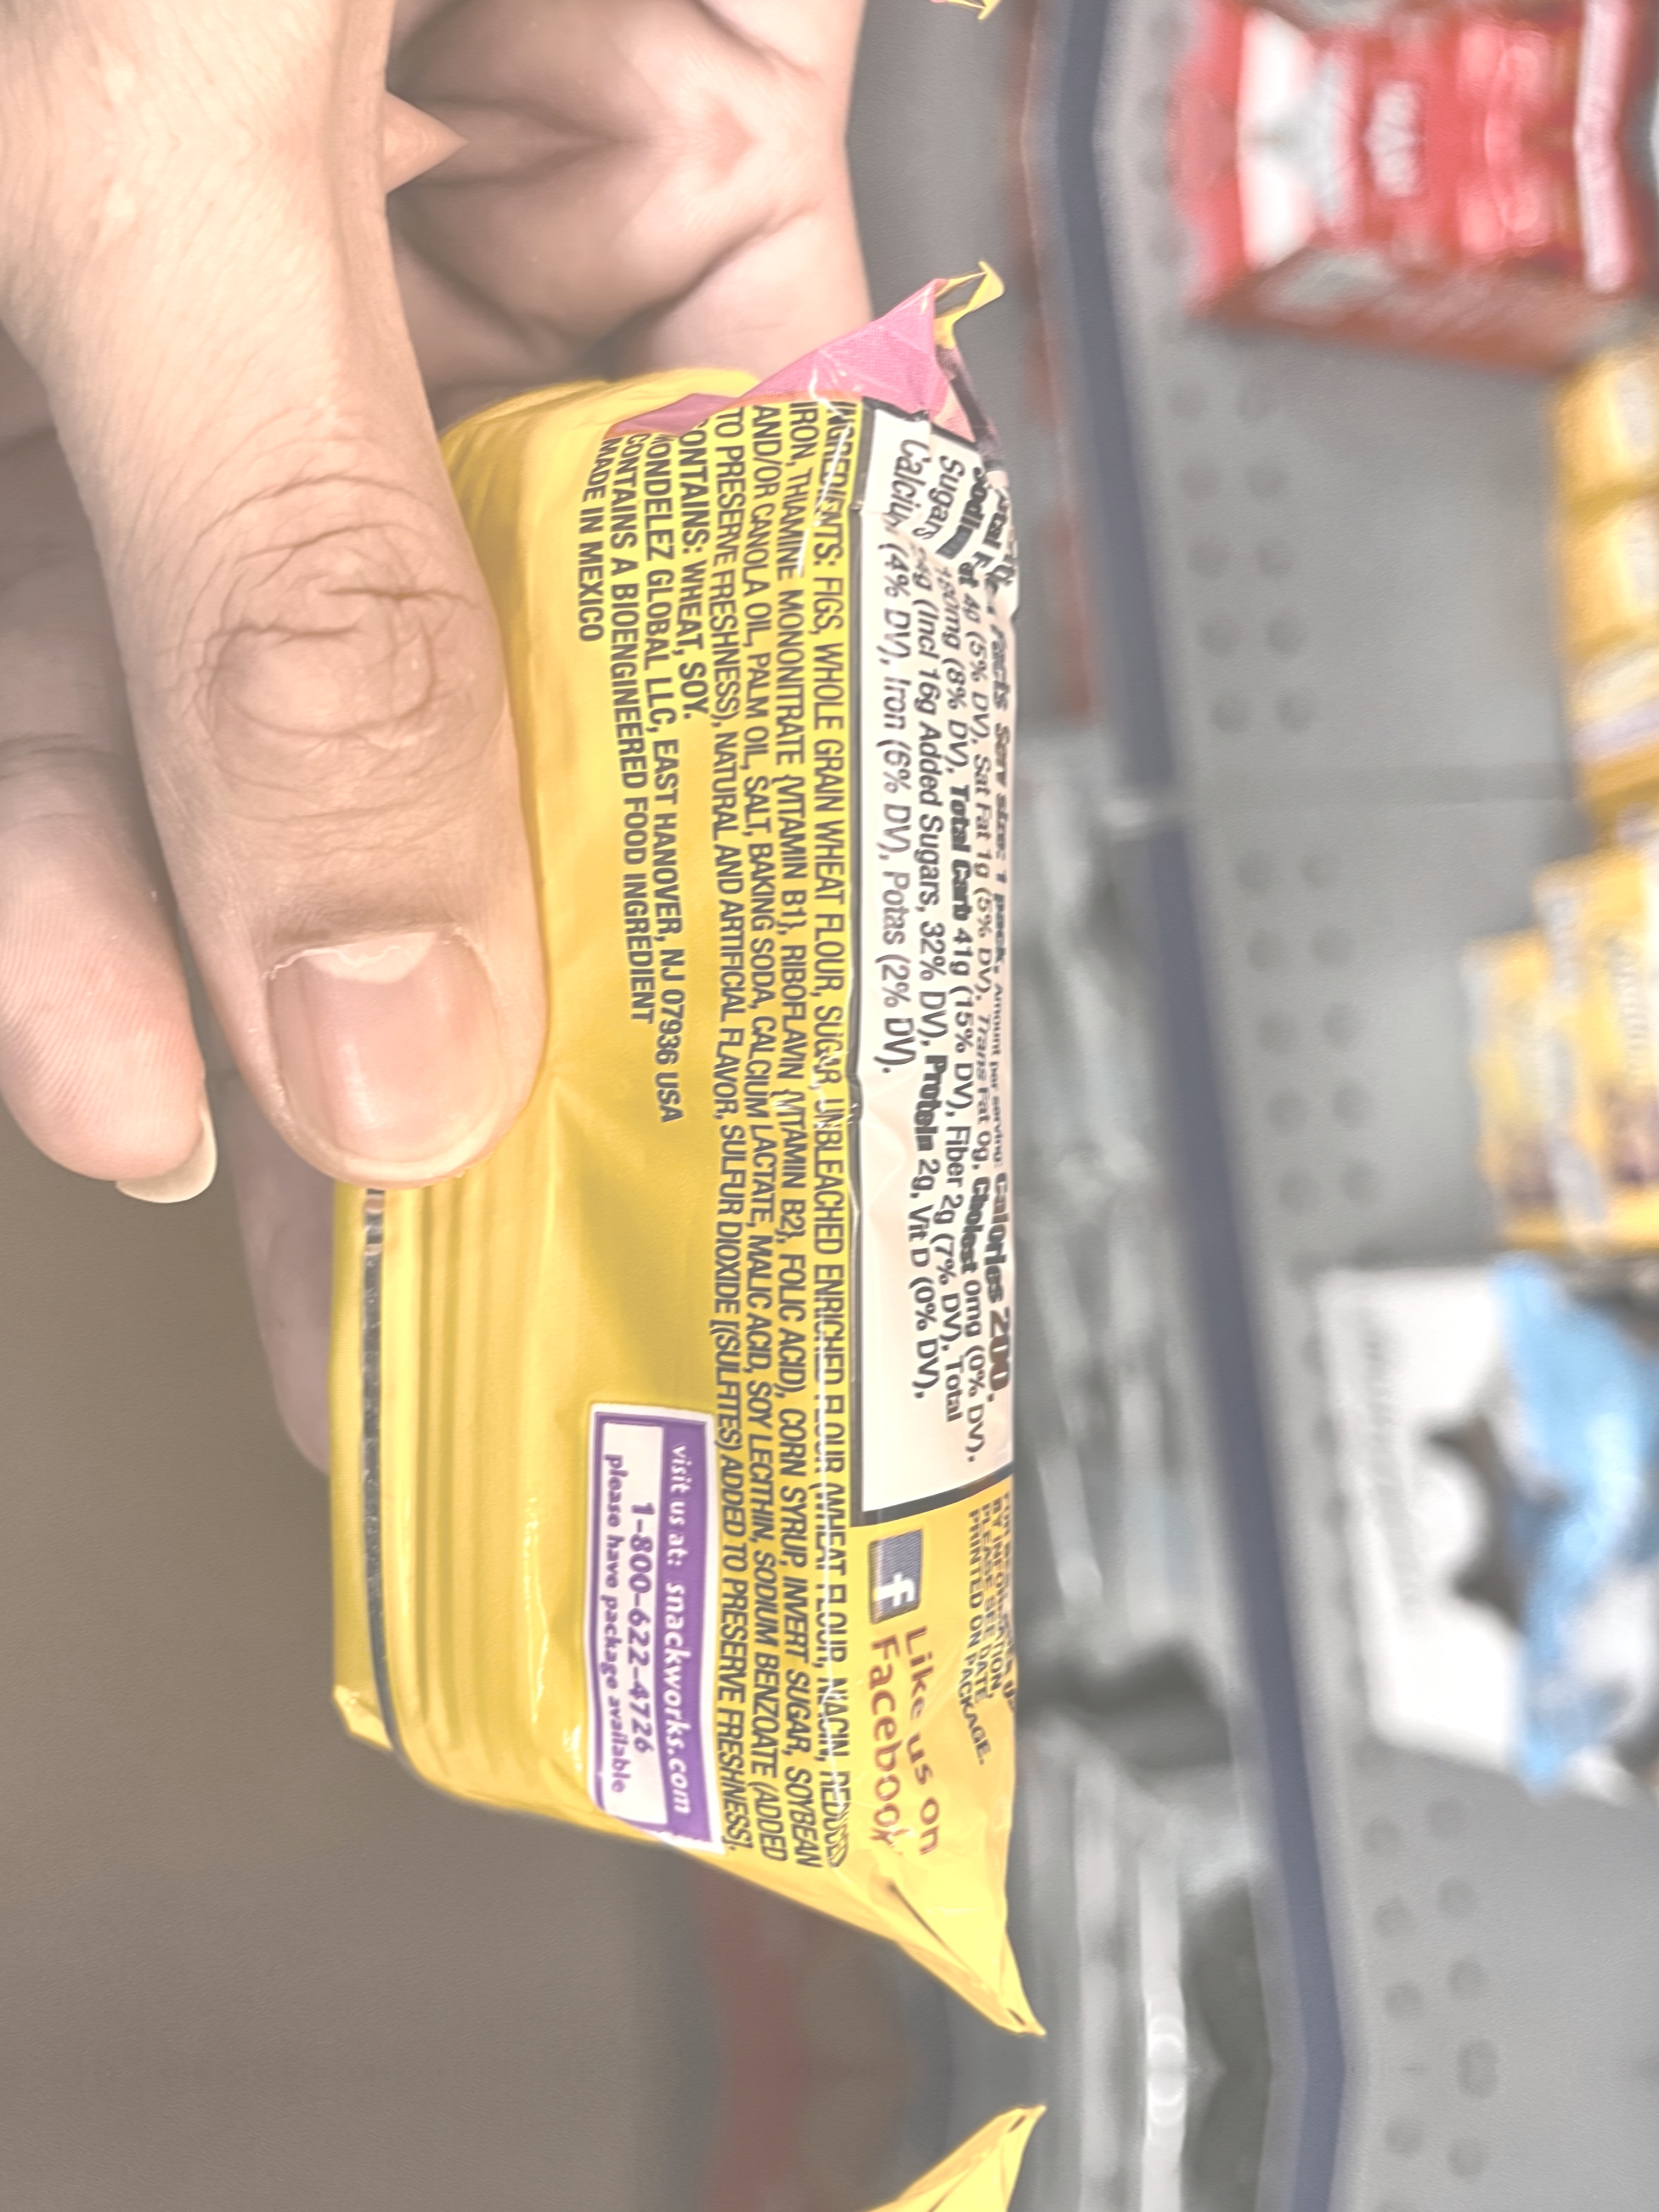 Facts Serv size: 1 pack, Amount per serving: Calories 200,
Fat 4g (5% DV), Sat Fat 1g (5% DV), Trans Fat 0g, Cholest 0mg (0% DV),
(8% DV), Total Carb 41g (15% DV), Fiber 2g (7% DV), Total
Sugars (Incl 16g Added Sugars, 32% DV), Protein 2g, Vit D (0% DV),
Calcium (4% DV), Iron (6% DV), Potas (2% DV).
PLEASE SEE DATE
PRINTED ON PACKAGE.
Like us on
Facebook
INGREDIENTS: FIGS, WHOLE GRAIN WHEAT FLOUR, SUGAR, UNBLEACHED ENRICHED FLOUR (WHEAT FLOUR, NIACIN, REDUCED
IRON, THIAMINE MONONITRATE {VITAMIN B1}, RIBOFLAVIN {VITAMIN B2}, FOLIC ACID), CORN SYRUP, INVERT SUGAR, SOYBEAN
AND/OR CANOLA OIL, PALM OIL, SALT, BAKING SODA, CALCIUM LACTATE, MALIC ACID, SOY LECITHIN, SODIUM BENZOATE (ADDED
TO PRESERVE FRESHNESS), NATURAL AND ARTIFICIAL FLAVOR, SULFUR DIOXIDE [(SULFITES) ADDED TO PRESERVE FRESHNESS].
CONTAINS: WHEAT, SOY.
MONDELEZ GLOBAL LLC, EAST HANOVER, NJ 07936 USA
CONTAINS A BIOENGINEERED FOOD INGREDIENT
MADE IN MEXICO
visit us at: snackworks.com
1-800-622-4726
please have package available